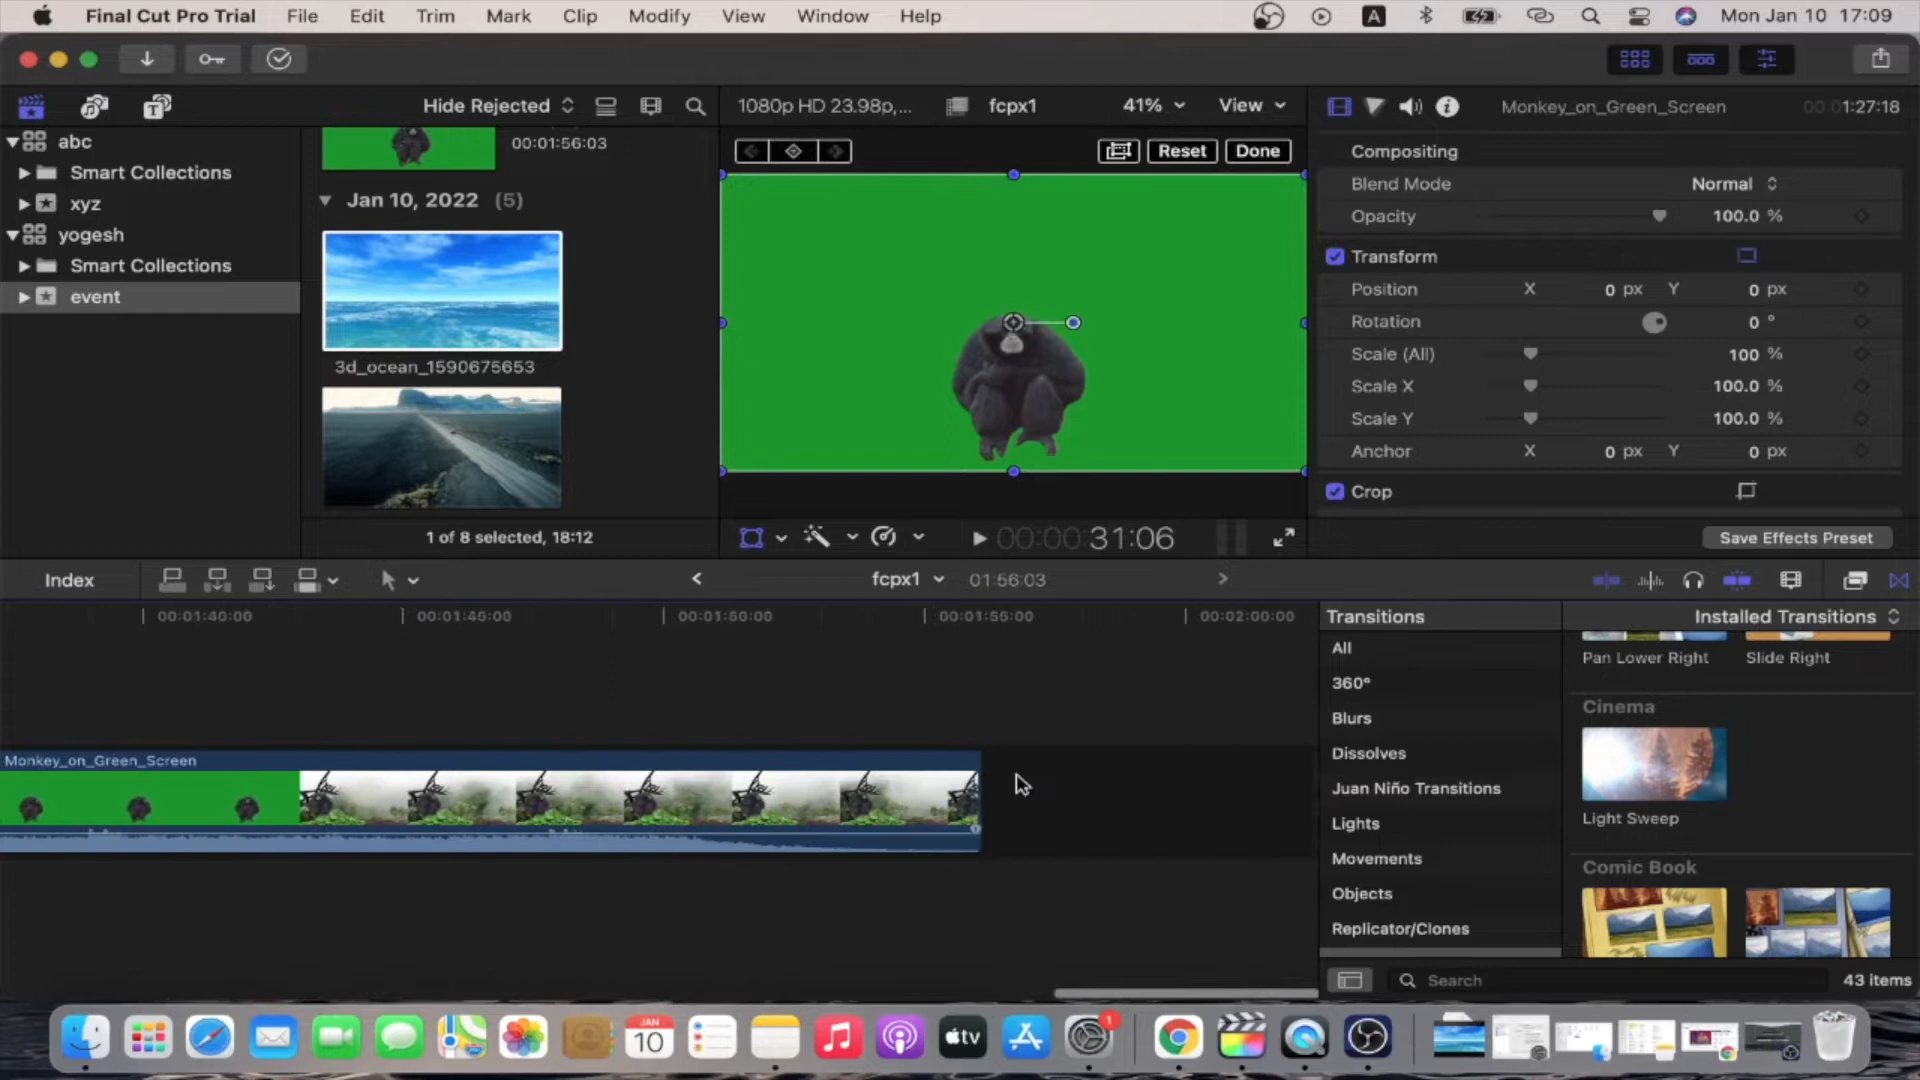 Final Cut Pro Trial File Edit Trim Mark Clip Modify View Window Help A Mon Jan 10 17:09
Hide Rejected 1080p HD 23.98p,... fcpx1 41% View Monkey_on_Green_Screen 00:01:27:18
abc
Smart Collections
xyz
yogesh
Smart Collections
event
00:01:56:03
Jan 10, 2022 (5)
3d_ocean_1590675653
1 of 8 selected, 18:12
Reset Done
00:00:31:06
Compositing
Blend Mode Normal
Opacity 100.0 %
Transform
Position X 0 px Y 0 px
Rotation 0 °
Scale (All) 100 %
Scale X 100.0 %
Scale Y 100.0 %
Anchor X 0 px Y 0 px
Crop
Save Effects Preset
Index fcpx1 01:56:03
00:01:40:00 00:01:45:00 00:01:50:00 00:01:55:00 00:02:00:00
Monkey_on_Green_Screen
Transitions Installed Transitions
All
360°
Blurs
Dissolves
Juan Niño Transitions
Lights
Movements
Objects
Replicator/Clones
Pan Lower Right Slide Right
Cinema
Light Sweep
Comic Book
Search 43 items
JAN
10
tv
1